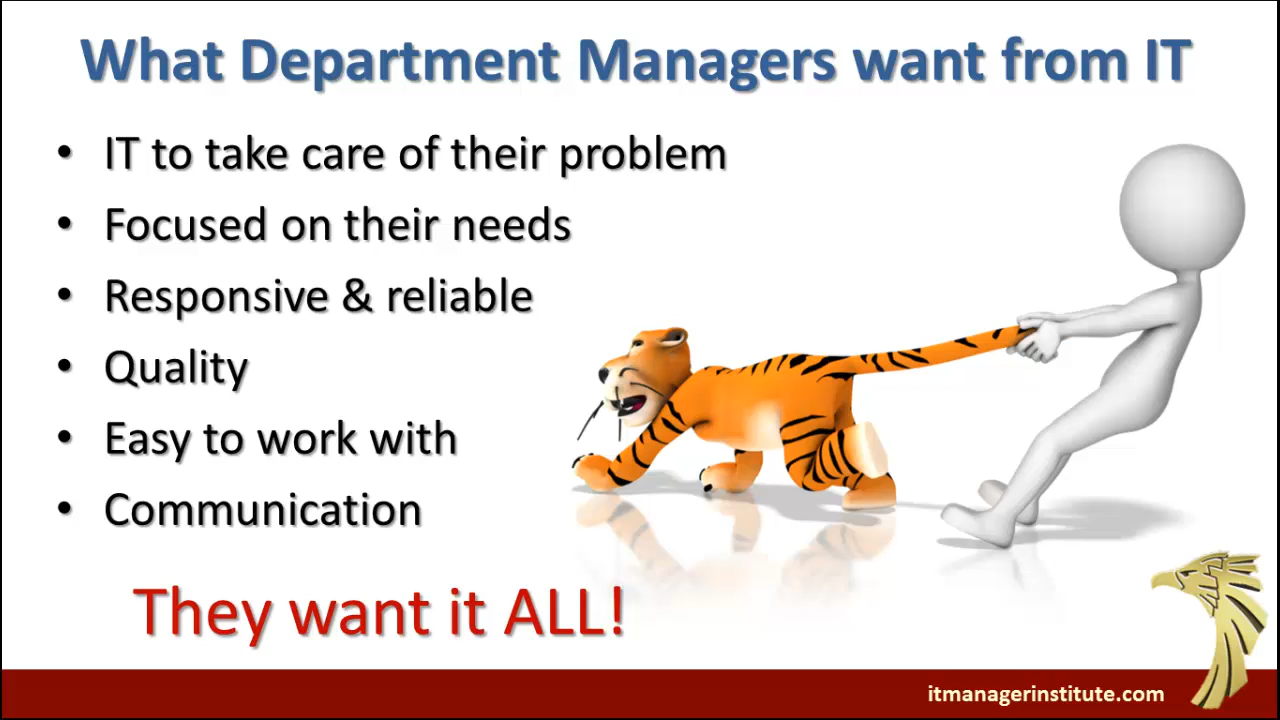 What Department Managers want from IT
• IT to take care of their problem
• Focused on their needs
• Responsive & reliable
• Quality
• Easy to work with
• Communication
They want it ALL!
itmanagerinstitute.com